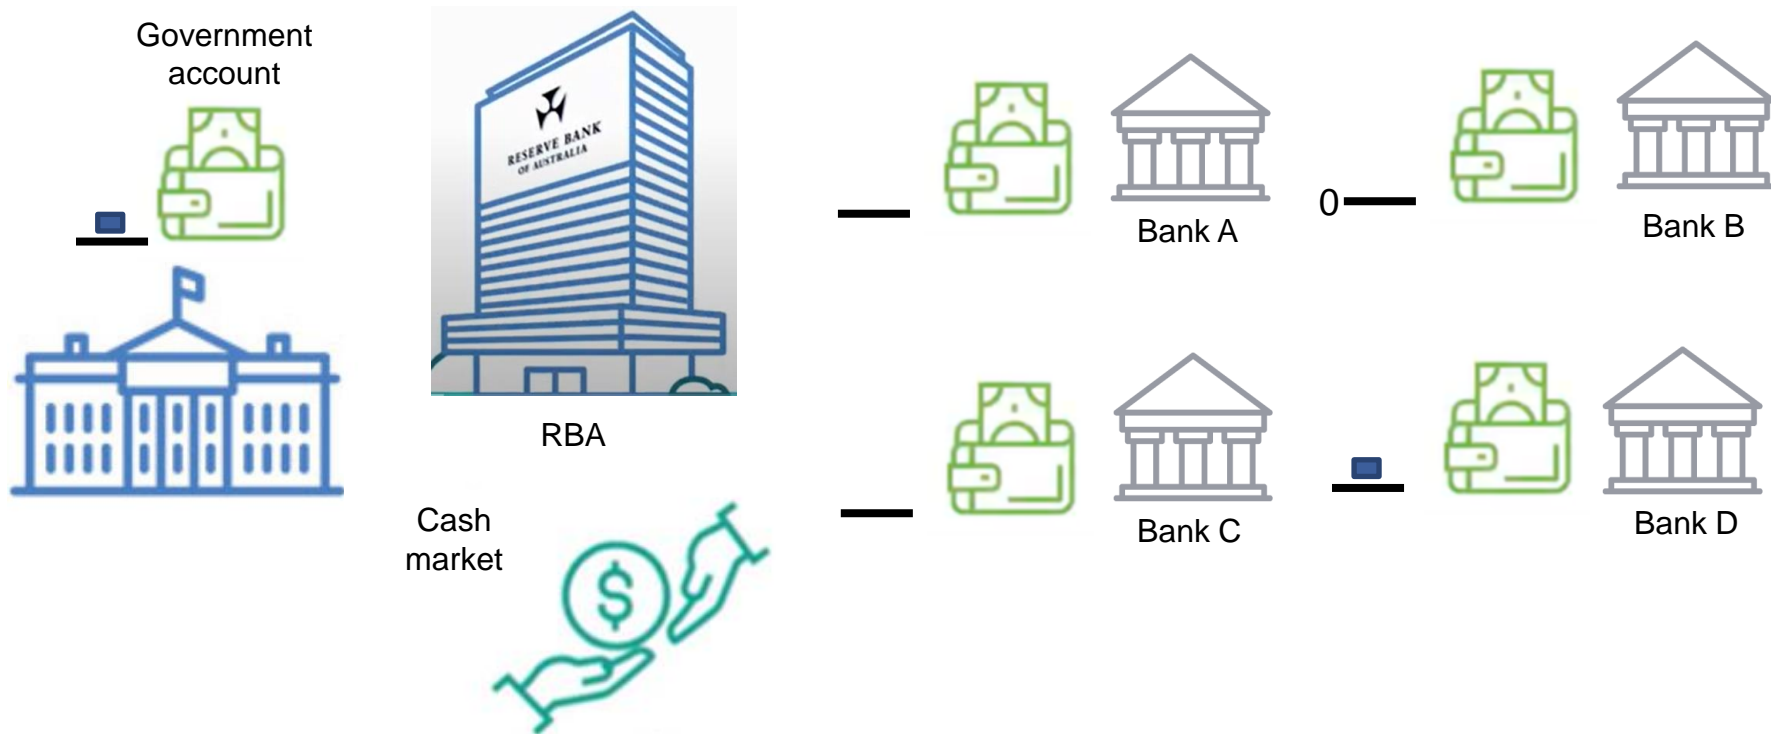 Government
account
RESERVE BANK
OF AUSTRALIA
RBA
Bank A
0
Bank B
Cash
market
$
Bank C
Bank D